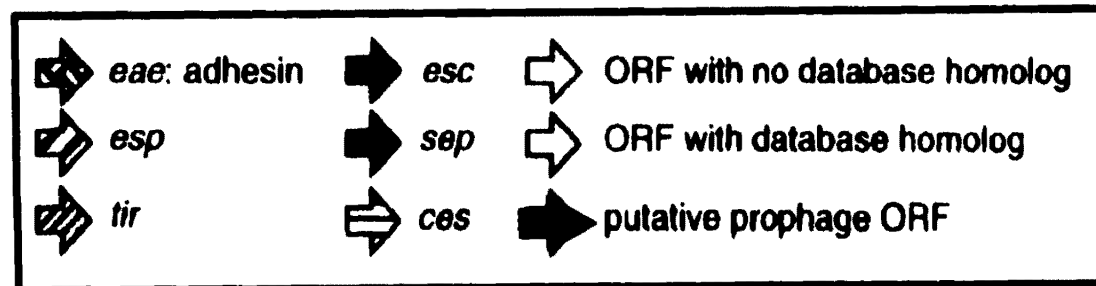 eae: adhesin esc ORF with no database homolog
esp sep ORF with database homolog
tir ces putative prophage ORF